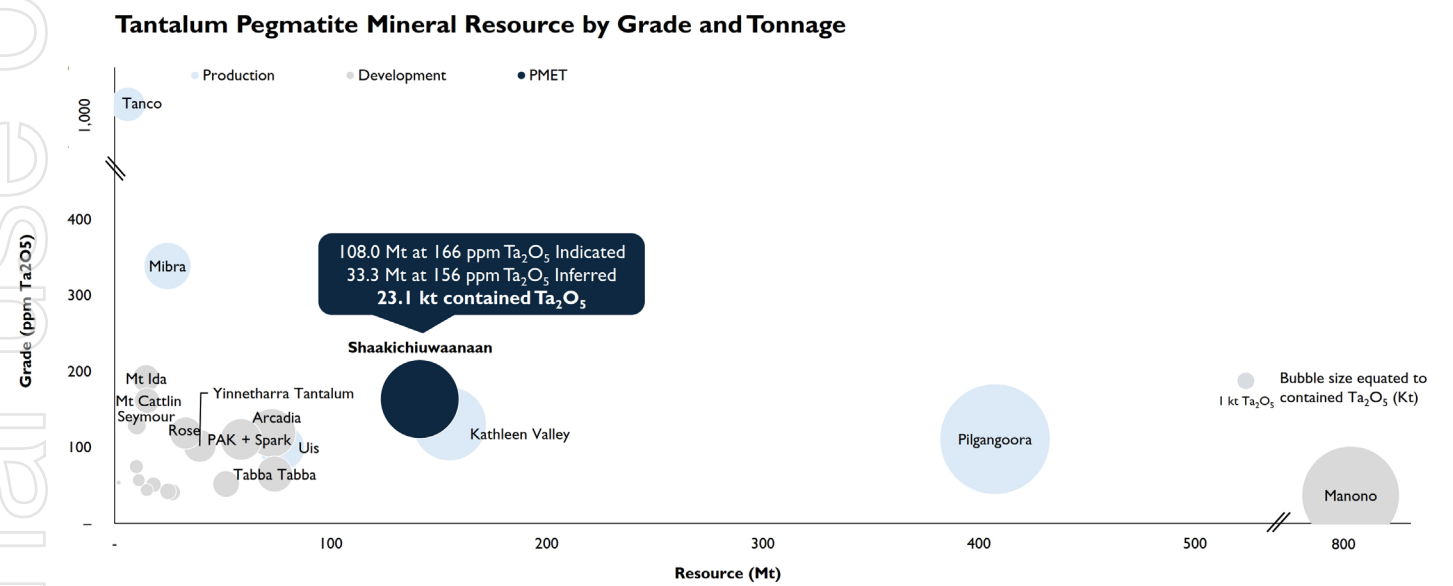 Tantalum Pegmatite Mineral Resource by Grade and Tonnage
Production
Development
PMET
Tanco
1,000
400
Grade (ppm Ta2O5)
Mibra
300
108.0 Mt at 166 ppm Ta₂O₅ Indicated
33.3 Mt at 156 ppm Ta₂O₅ Inferred
23.1 kt contained Ta₂O₅
Shaakichiuwaanaan
200
Mt Ida
Yinnetharra Tantalum
Mt Cattlin
Seymour
Arcadia
Rose
PAK + Spark
Uis
Kathleen Valley
Pilgangoora
Bubble size equated to
1 kt Ta₂O₅
contained Ta₂O₅ (Kt)
100
Tabba Tabba
Manono
–
-
100
200
300
400
500
800
Resource (Mt)